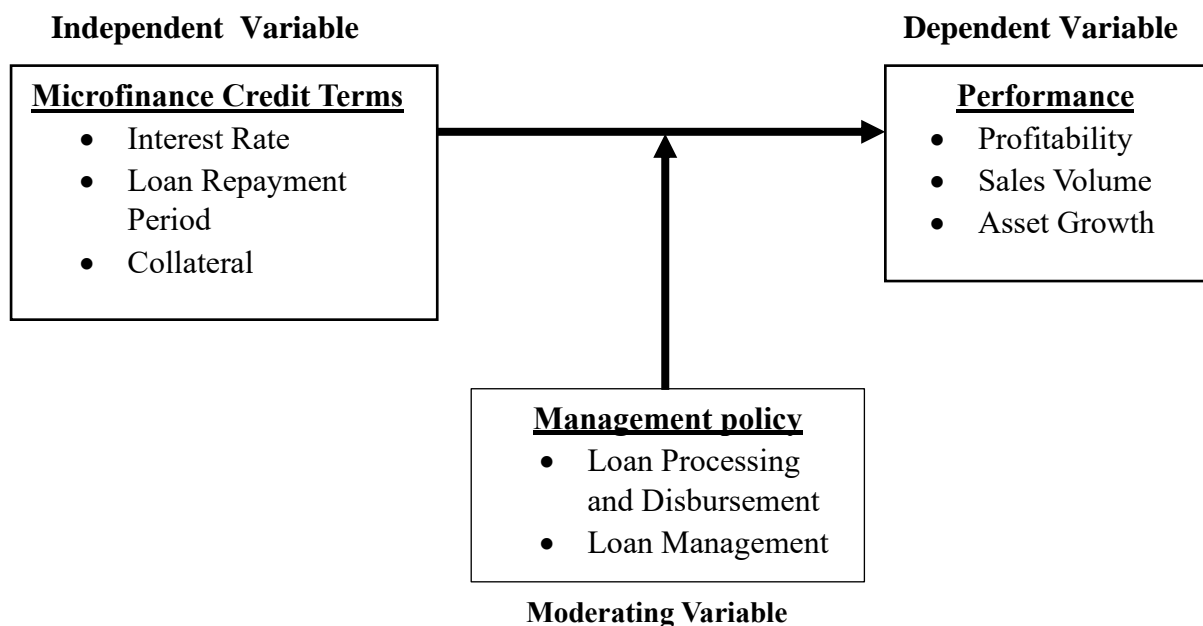 Independent  Variable
Dependent Variable
Microfinance Credit Terms
• Interest Rate
• Loan Repayment
Period
• Collateral
Performance
• Profitability
• Sales Volume
• Asset Growth
Management policy
• Loan Processing
and Disbursement
• Loan Management
Moderating Variable